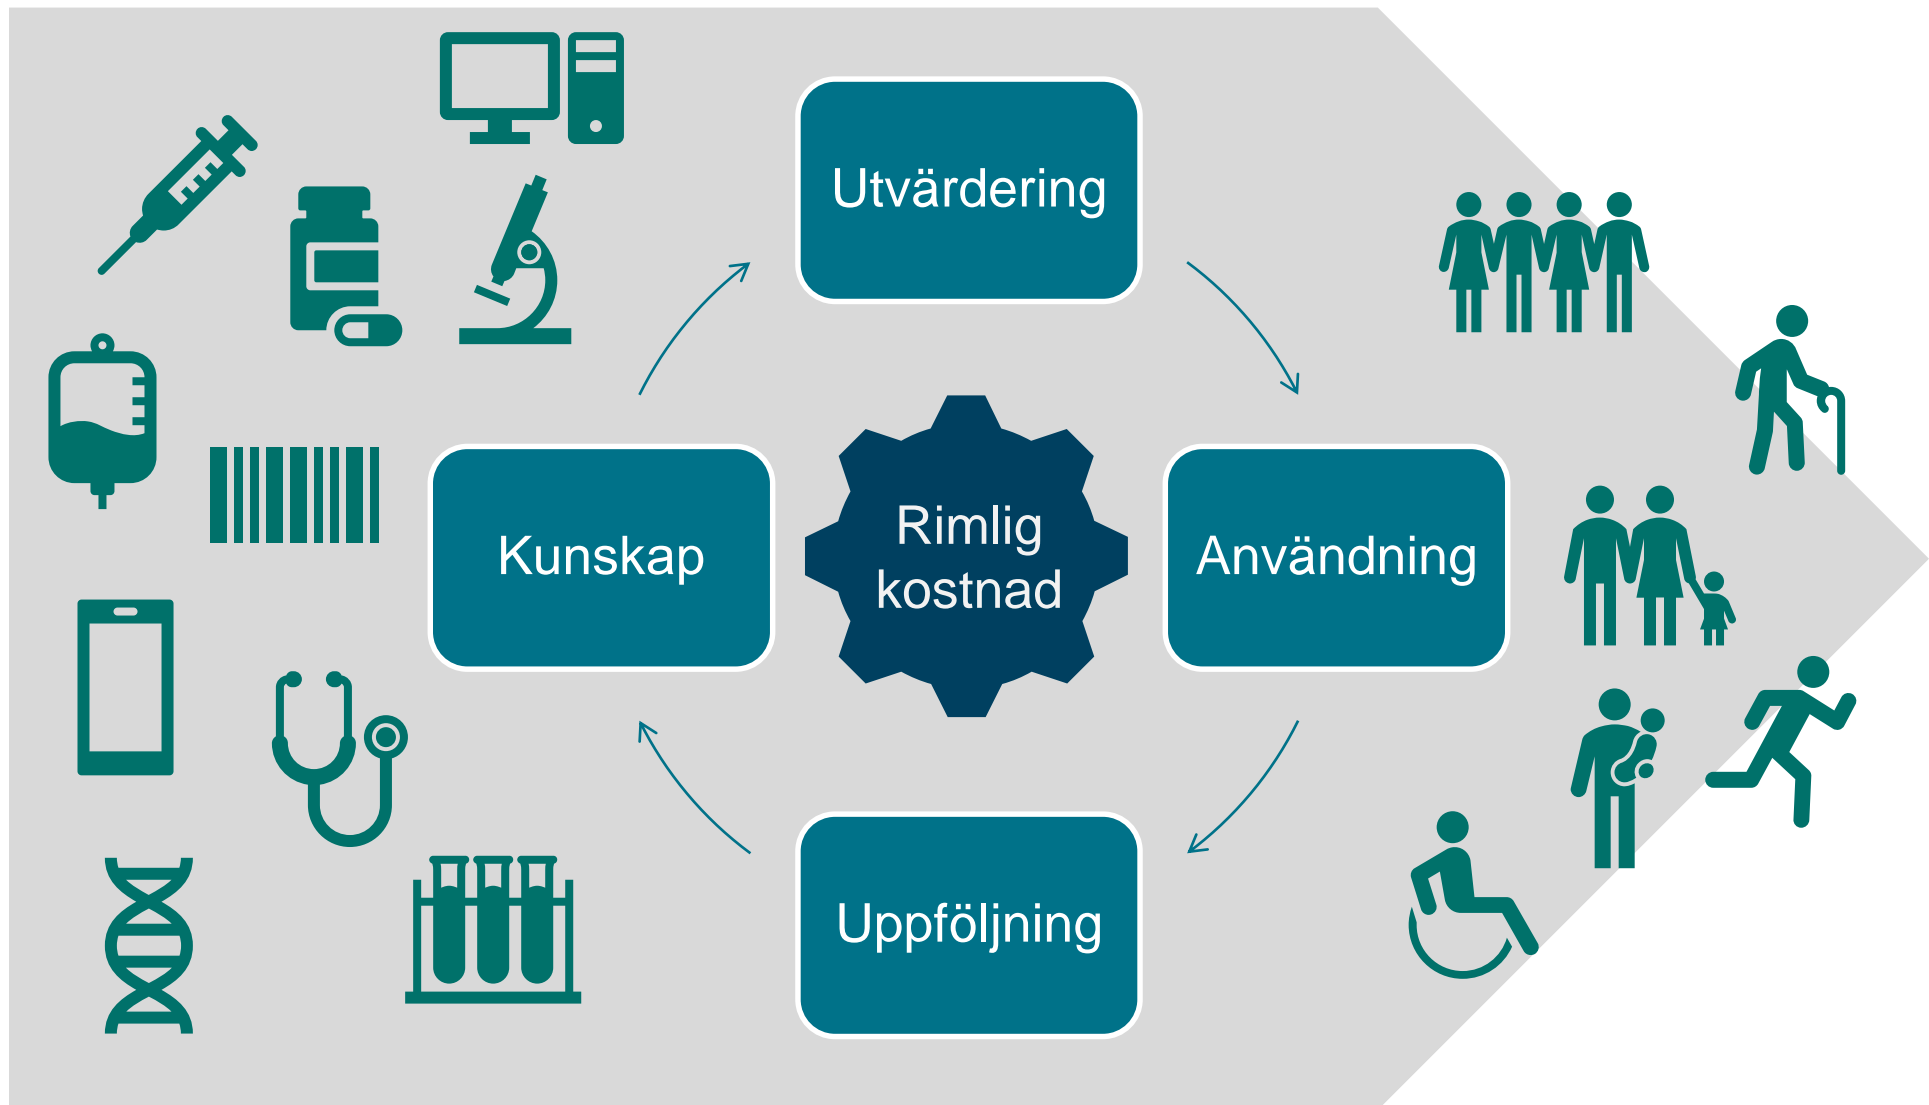 Utvärdering
Kunskap
Rimlig
kostnad
Användning
Uppföljning